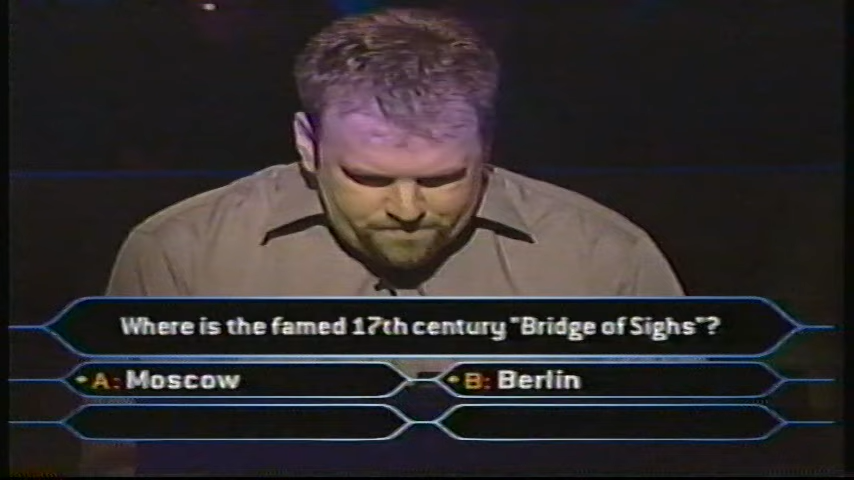 Where is the famed 17th century "Bridge of Sighs"?
A: Moscow
B: Berlin